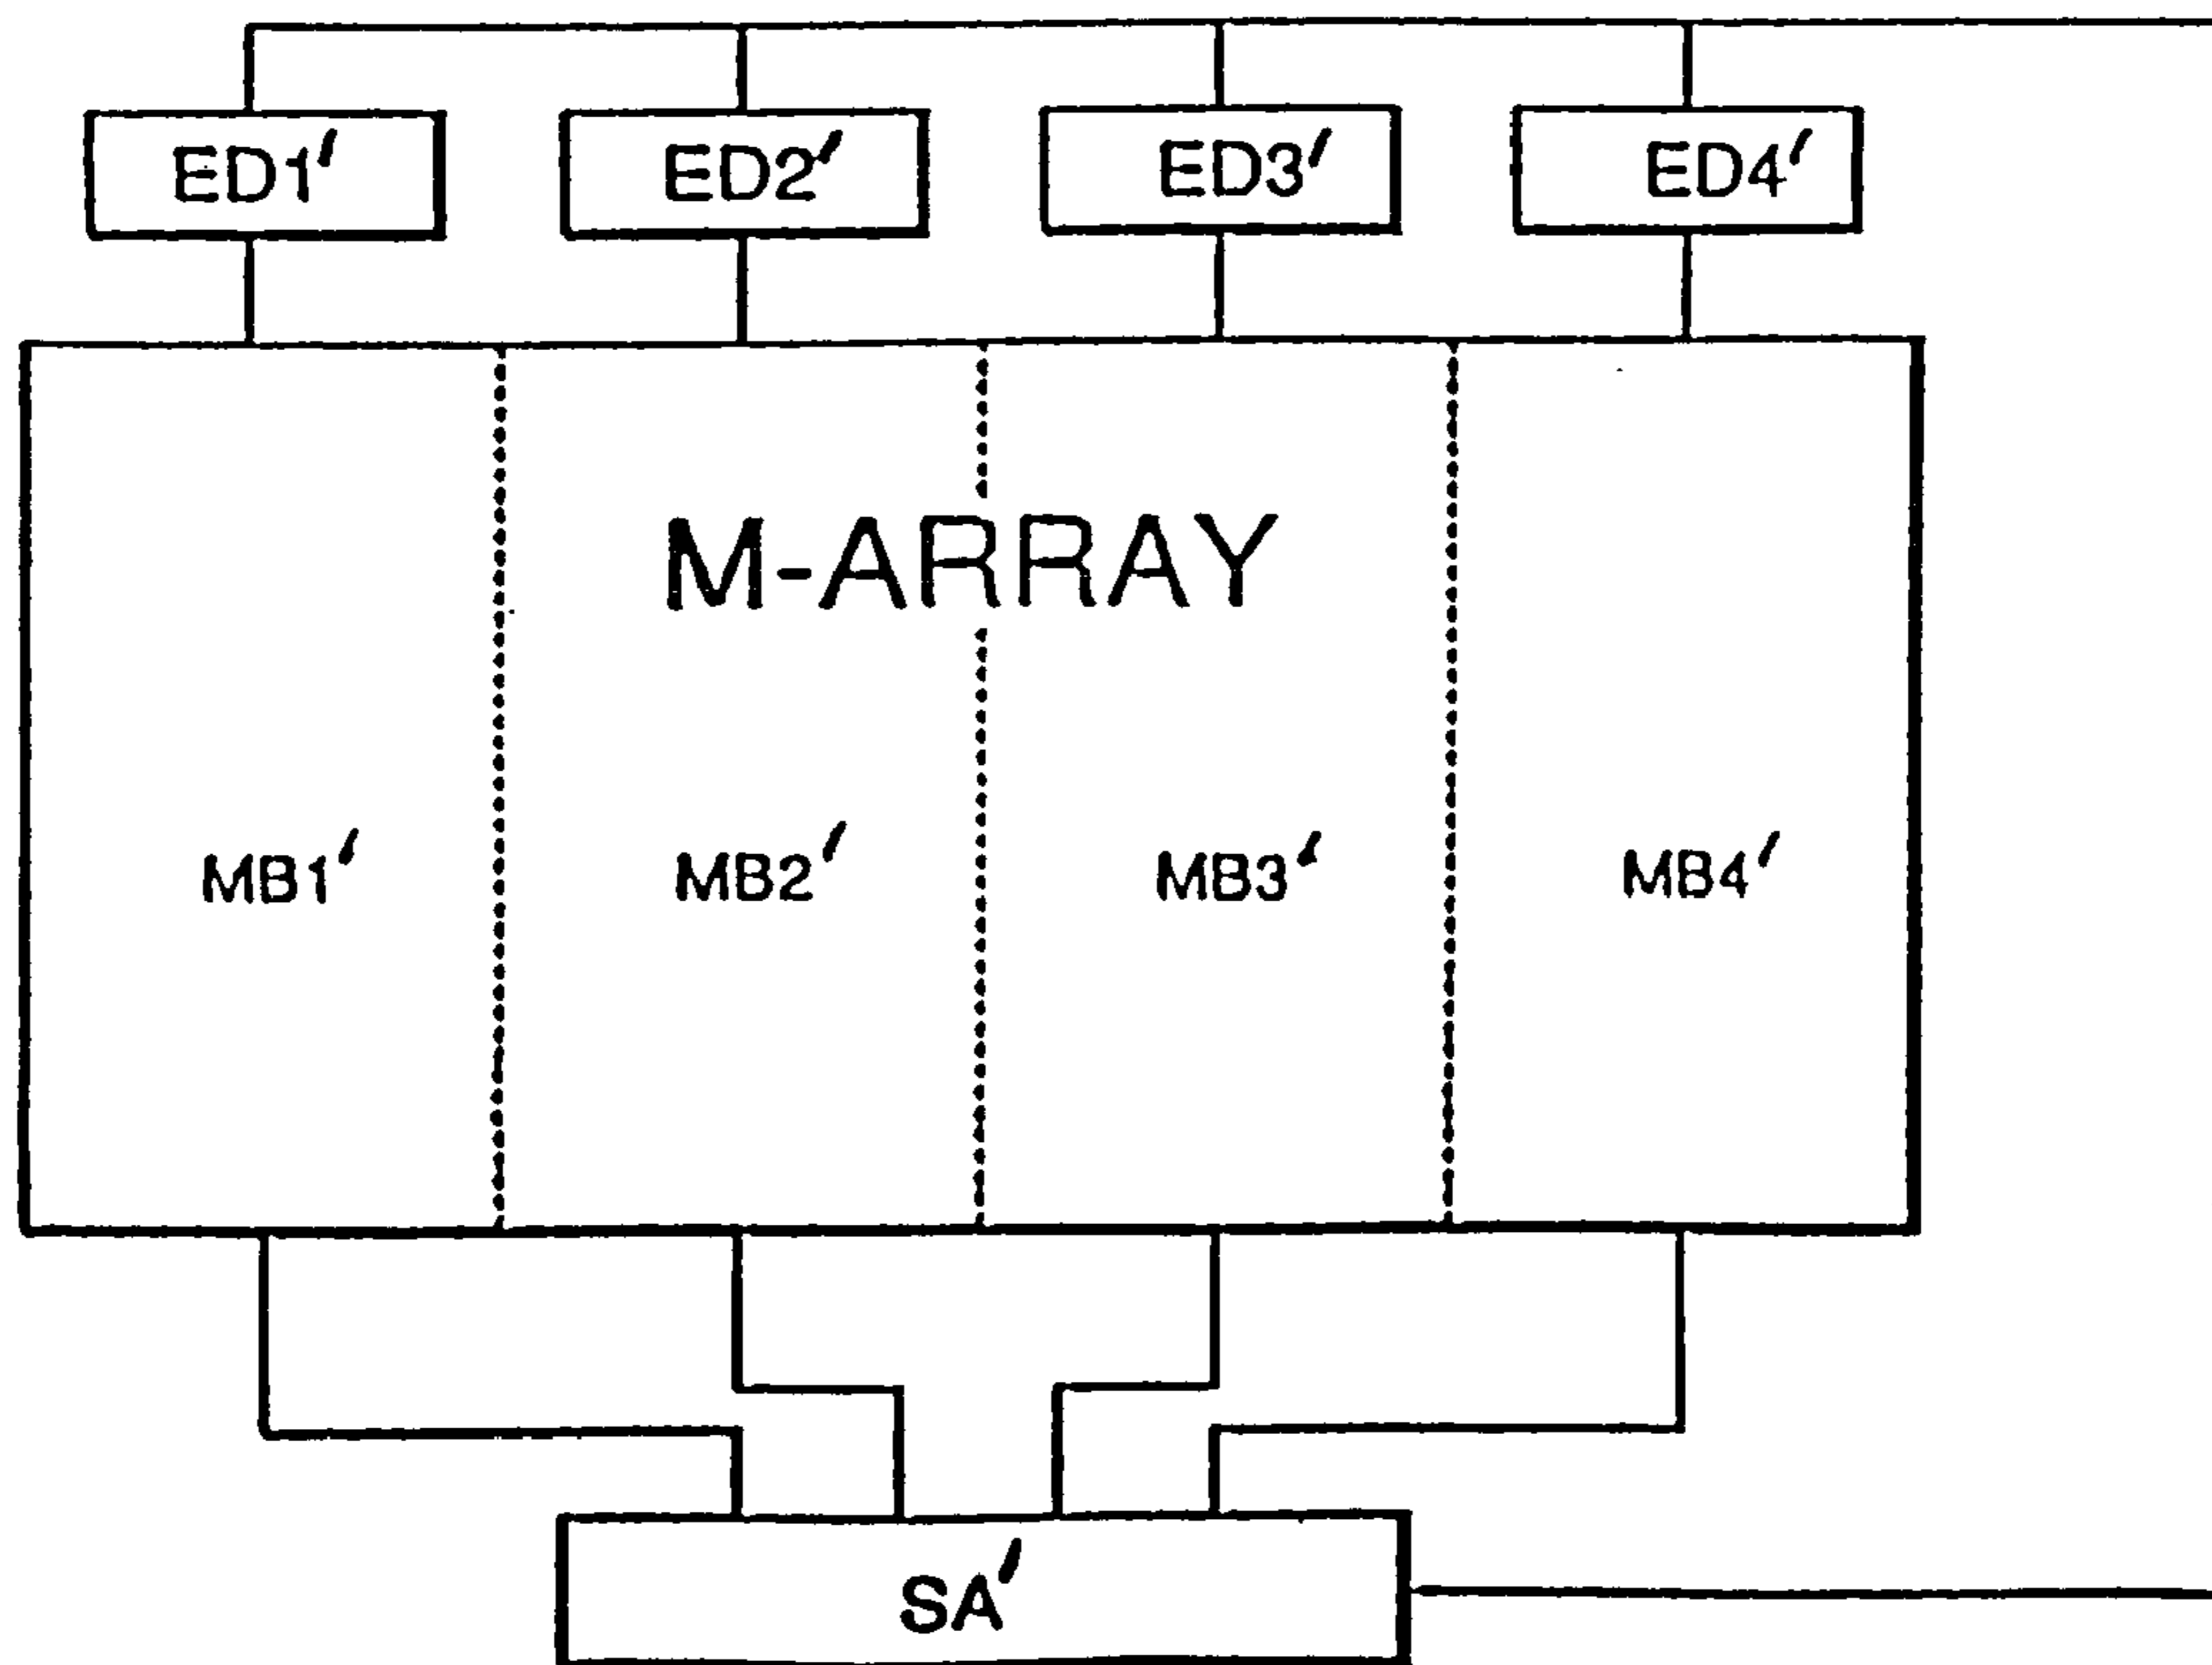 ED1′ ED2′ ED3′ ED4′
M-ARRAY
MB1′ MB2′ MB3′ MB4′
SA′